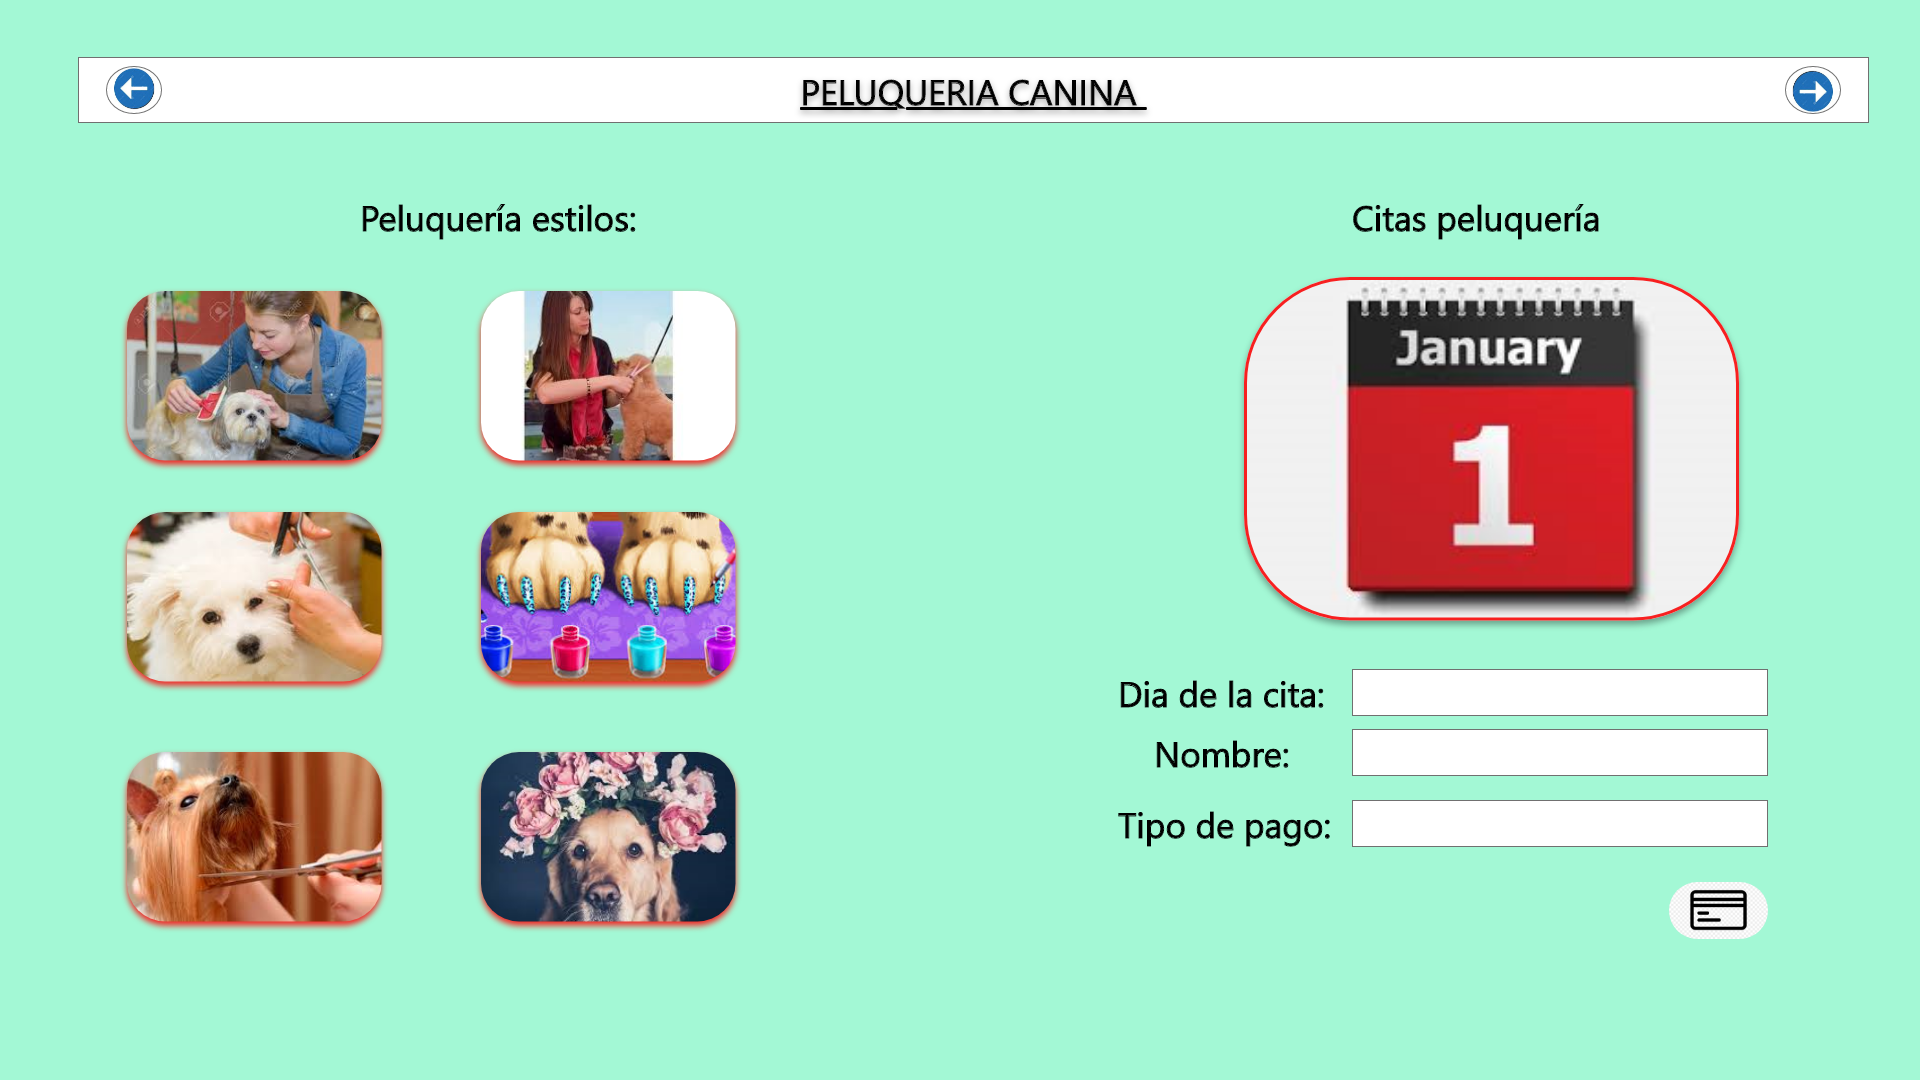 PELUQUERIA CANINA
Peluquería estilos:
Citas peluquería
January
1
Dia de la cita:
Nombre:
Tipo de pago: